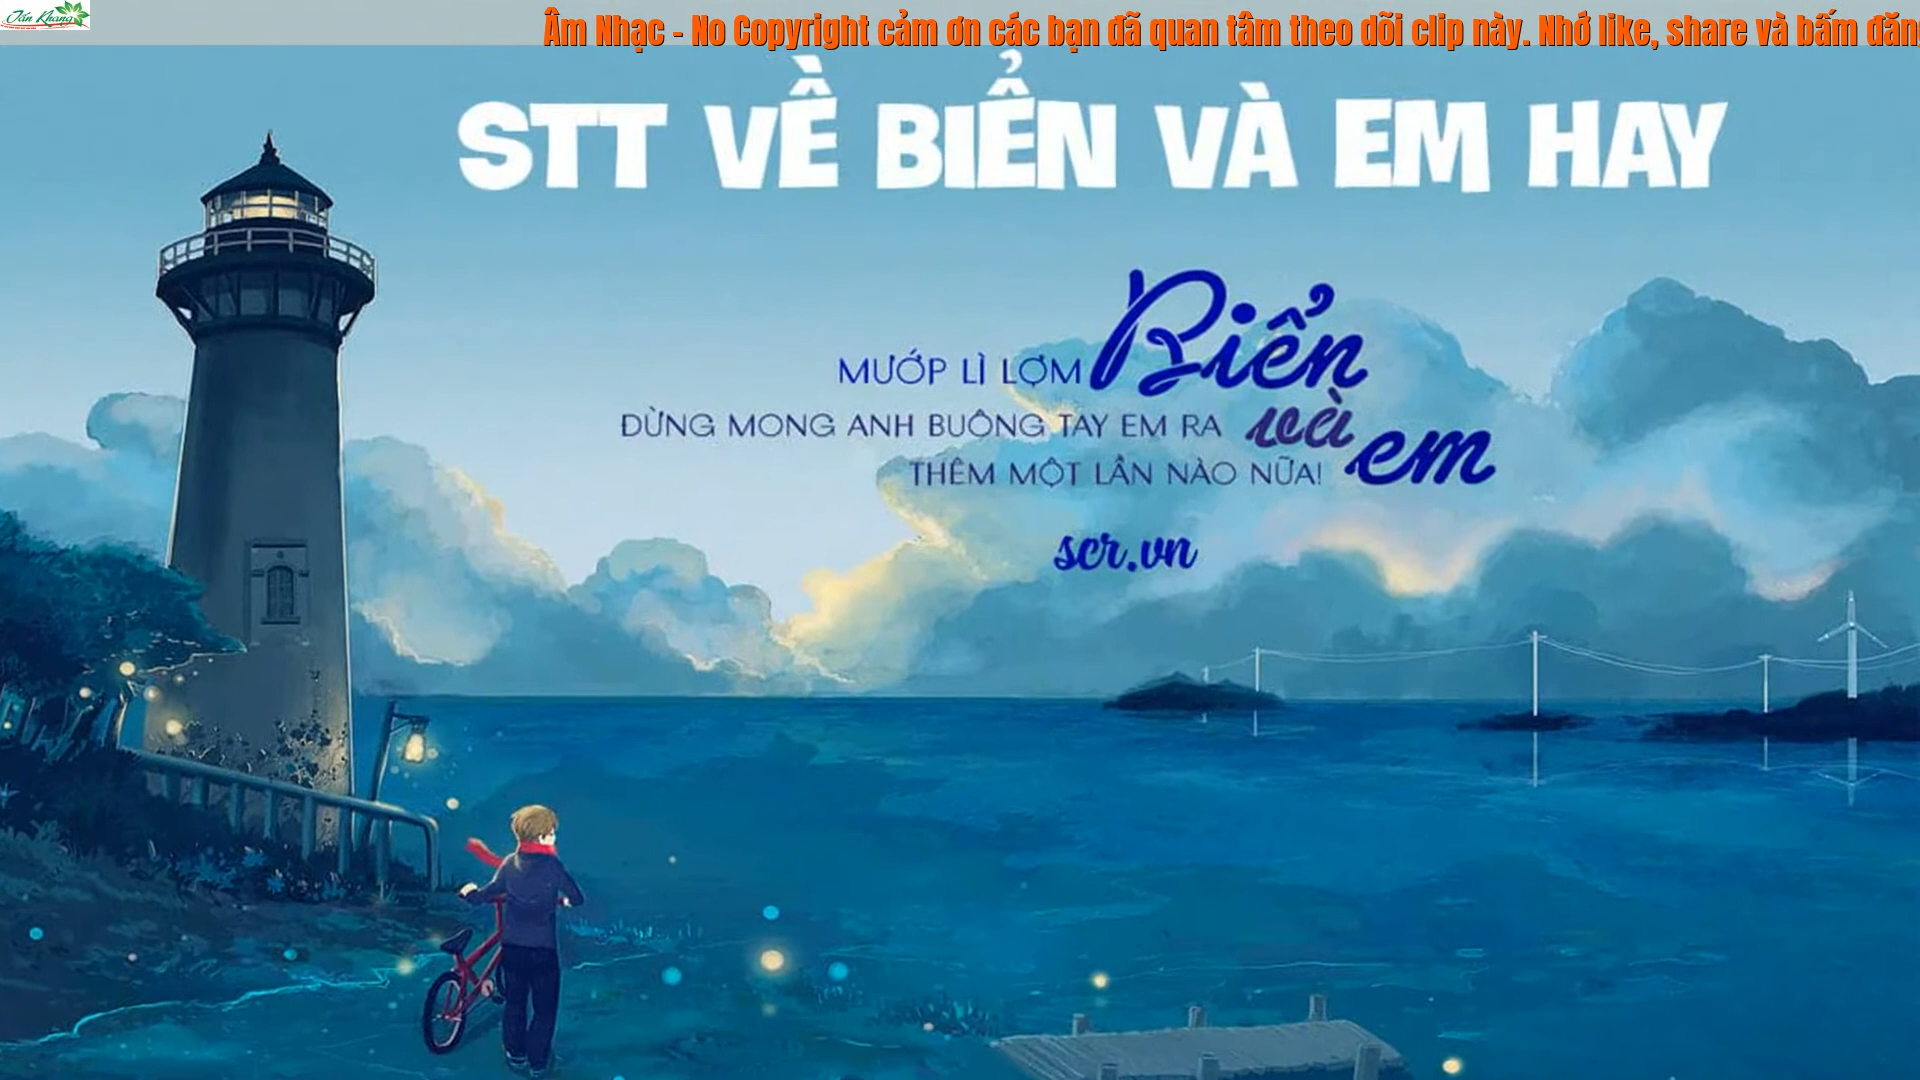 Tấn Khang
Âm Nhạc - No Copyright cảm ơn các bạn đã quan tâm theo dõi clip này. Nhớ like, share và bấm đăn
STT VỀ BIỂN VÀ EM HAY
MƯỚP LÌ LỢM Biển
ĐỪNG MONG ANH BUÔNG TAY EM RA và
THÊM MỘT LẦN NÀO NỮA! em
scr.vn